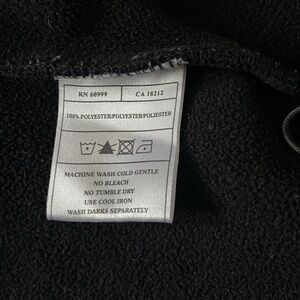 RN 60999 CA 18212
100% POLYESTER/POLYESTER/POLIESTER
MACHINE WASH COLD GENTLE
NO BLEACH
NO TUMBLE DRY
USE COOL IRON
WASH DARKS SEPARATELY